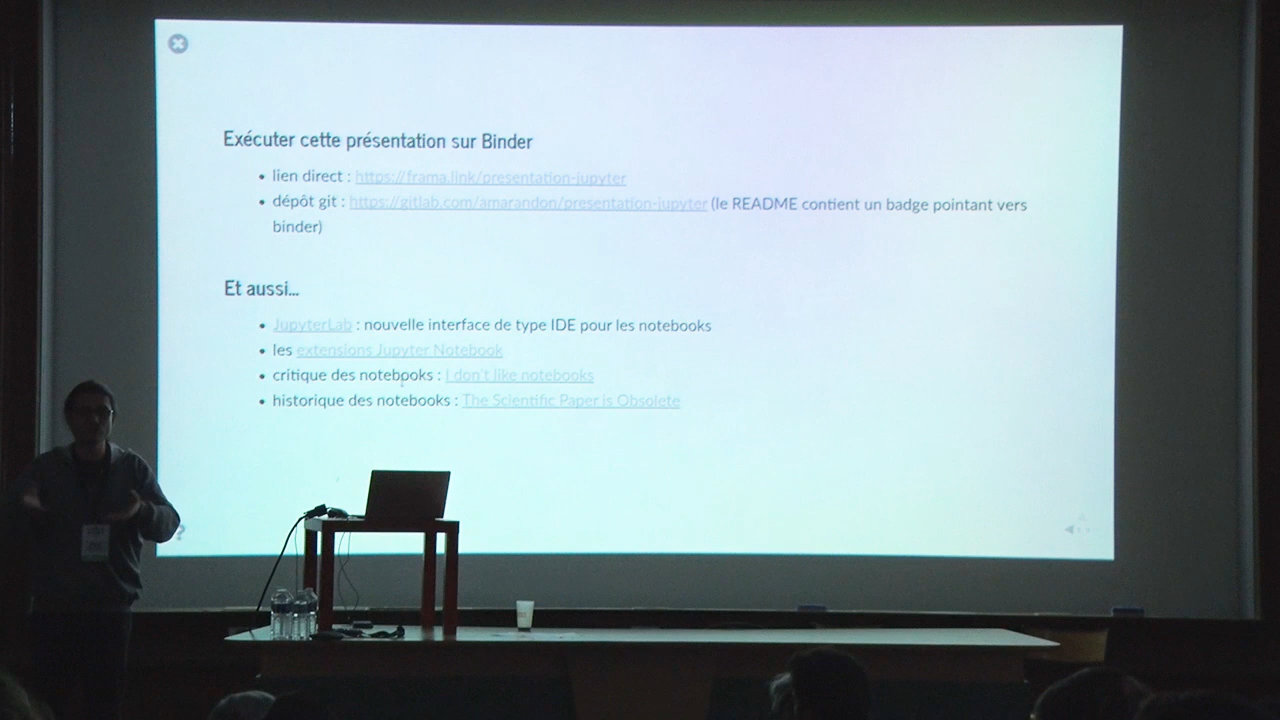 Exécuter cette présentation sur Binder
• lien direct : https://frama.link/presentation-jupyter
• dépôt git : https://gitlab.com/amarandon/presentation-jupyter (le README contient un badge pointant vers
binder)
Et aussi...
• JupyterLab : nouvelle interface de type IDE pour les notebooks
• les extensions Jupyter Notebook
• critique des notebooks : I don't like notebooks
• historique des notebooks : The Scientific Paper is Obsolete
?